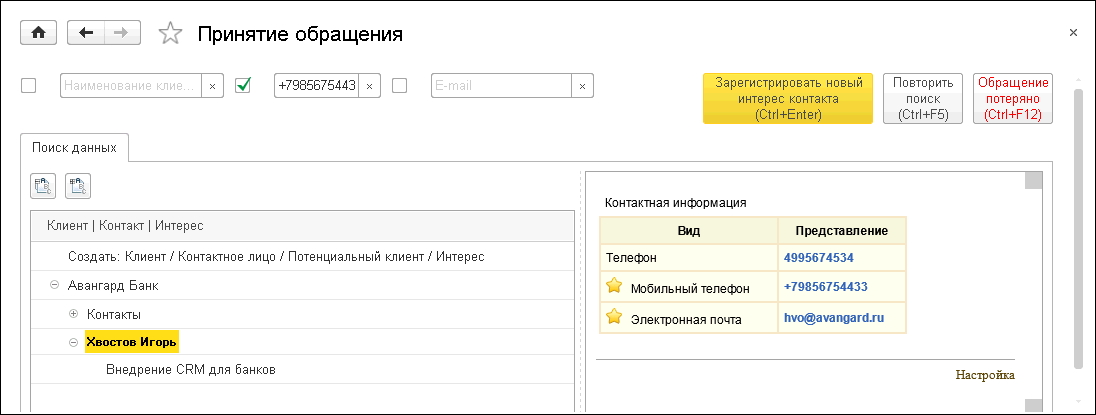 Принятие обращения
Наименование клие...
+7985675443
E-mail
Зарегистрировать новый
интерес контакта
(Ctrl+Enter)
Повторить
поиск
(Ctrl+F5)
Обращение
потеряно
(Ctrl+F12)
Поиск данных
Клиент | Контакт | Интерес
Создать: Клиент / Контактное лицо / Потенциальный клиент / Интерес
Авангард Банк
Контакты
Хвостов Игорь
Внедрение CRM для банков
Контактная информация
Вид Представление
Телефон 4995674534
Мобильный телефон +79856754433
Электронная почта hvo@avangard.ru
Настройка